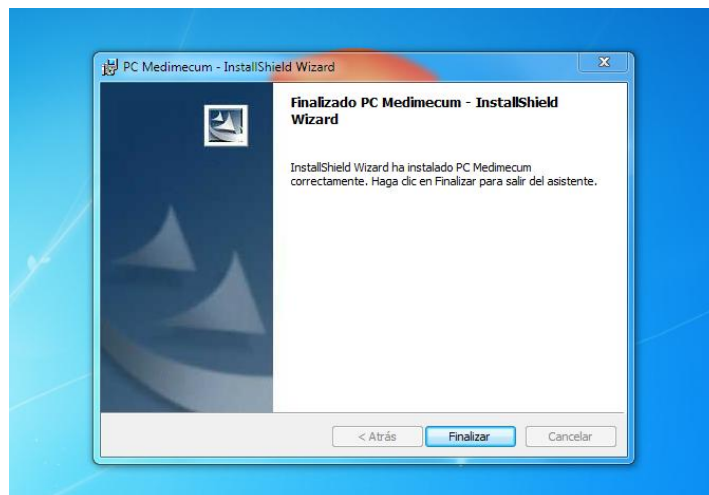 PC Medimecum - InstallShield Wizard
Finalizado PC Medimecum - InstallShield
Wizard
InstallShield Wizard ha instalado PC Medimecum
correctamente. Haga clic en Finalizar para salir del asistente.
< Atrás Finalizar Cancelar